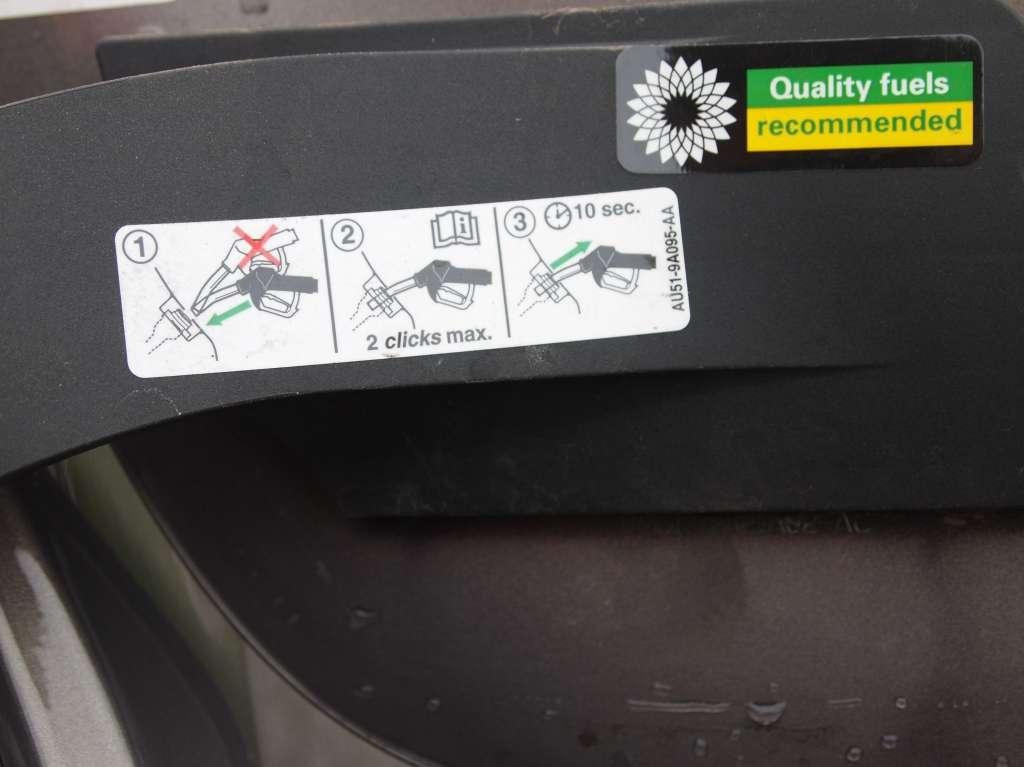 Quality fuels
recommended
1
2
3
10 sec.
2 clicks max.
AU51-9A095-AA